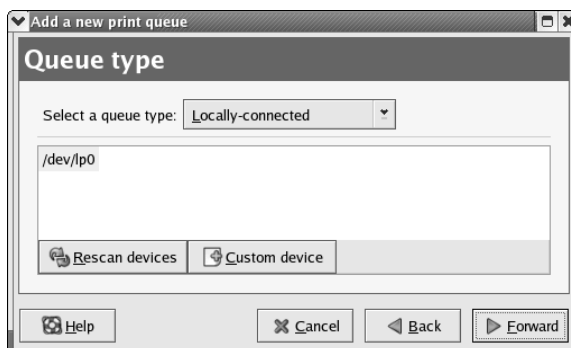 Add a new print queue
Queue type
Select a queue type: Locally-connected
/dev/lp0
Rescan devices Custom device
Help Cancel Back Forward